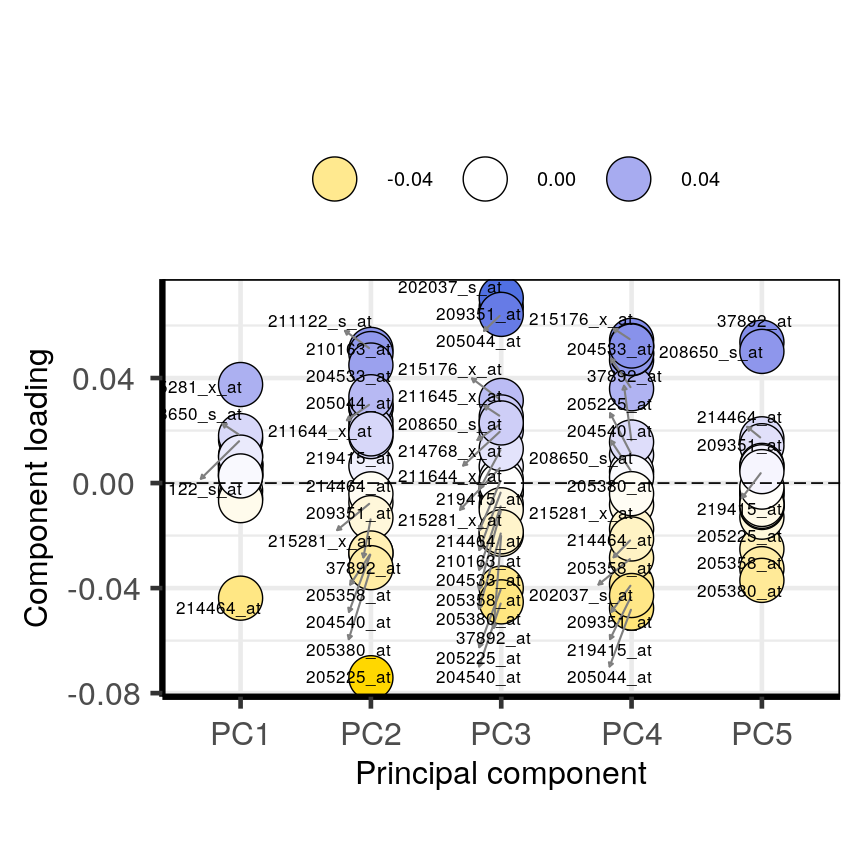 -0.04 0.00 0.04
Component loading
0.04
0.00
-0.04
-0.08
281_x_at
650_s_at
122_s_at
214464_at
211122_s_at
210163_at
204533_at
205044_at
211644_x_at
219415_at
214464_at
209351_at
215281_x_at
37892_at
205358_at
204540_at
205380_at
205225_at
202037_s_at
209351_at
205044_at
215176_x_at
211645_x_at
208650_s_at
214768_x_at
211644_x_at
219415_at
215281_x_at
214464_at
210163_at
204533_at
205358_at
205380_at
37892_at
205225_at
204540_at
215176_x_at
204533_at
37892_at
205225_at
204540_at
208650_s_at
205380_at
215281_x_at
214464_at
205358_at
202037_s_at
209351_at
219415_at
205044_at
37892_at
208650_s_at
214464_at
209351_at
219415_at
205225_at
205358_at
205380_at
PC1 PC2 PC3 PC4 PC5
Principal component